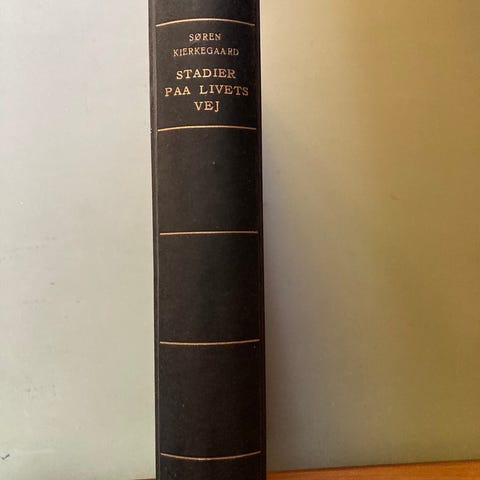 SØREN
KIERKEGAARD
STADIER
PAA LIVETS
VEJ